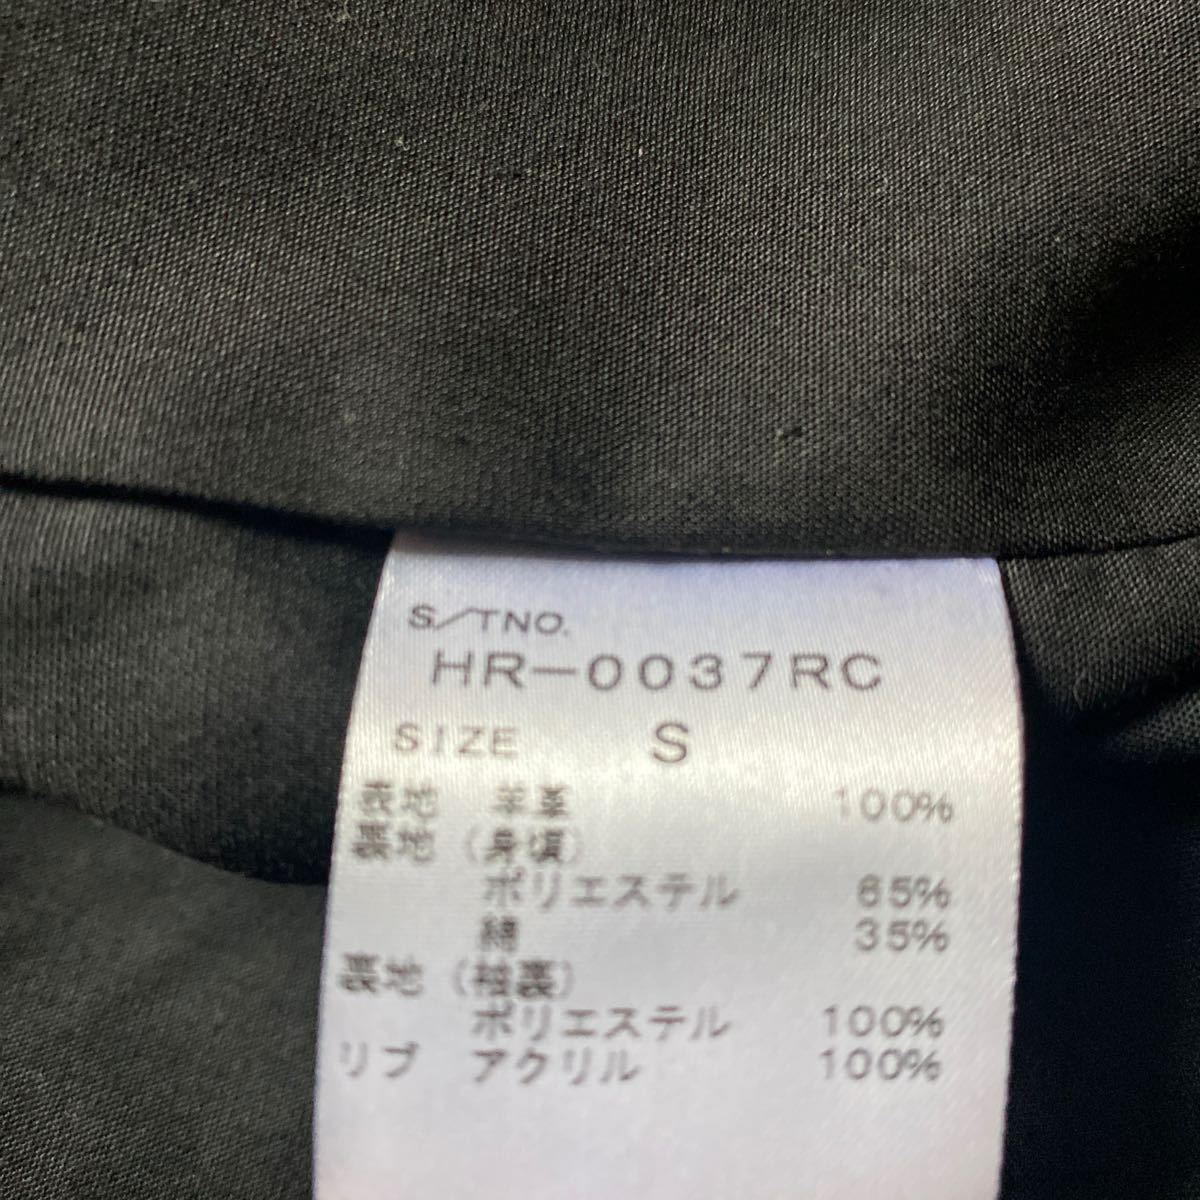 S/TNO.
HR-0037RC
SIZE S
表地 羊革 100%
裏地 (身頃)
ポリエステル 65%
綿 35%
裏地 (袖裏)
ポリエステル 100%
リブ アクリル 100%